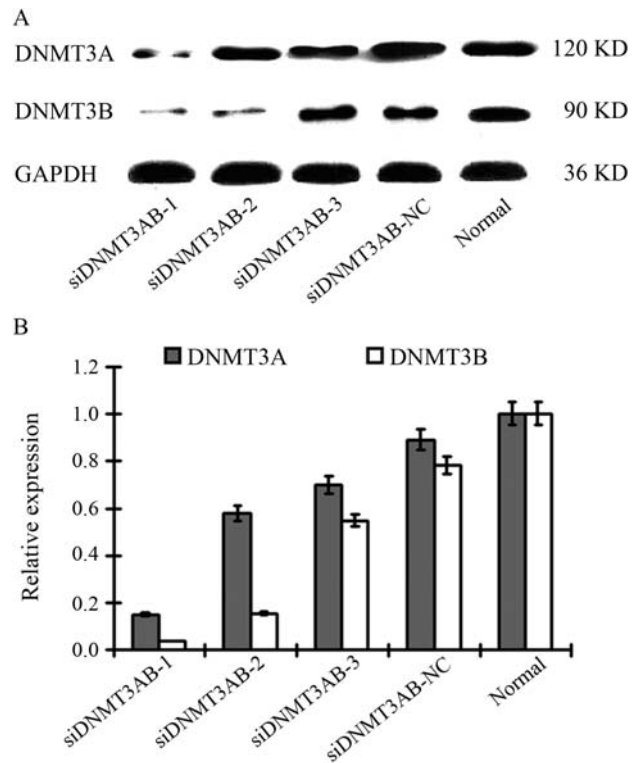 A
DNMT3A 120 KD
DNMT3B 90 KD
GAPDH 36 KD
siDNMT3AB-1
siDNMT3AB-2
siDNMT3AB-3
siDNMT3AB-NC
Normal
B
DNMT3A DNMT3B
1.2
1.0
0.8
0.6
0.4
0.2
0.0
Relative expression
siDNMT3AB-1
siDNMT3AB-2
siDNMT3AB-3
siDNMT3AB-NC
Normal